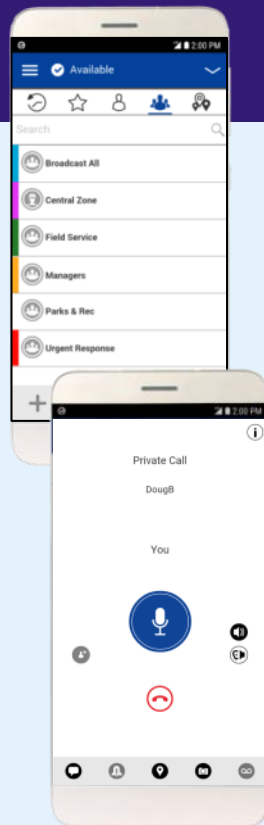 2:00 PM
Available
Search
Broadcast All
Central Zone
Field Service
Managers
Parks & Rec
Urgent Response
2:00 PM
Private Call
DougB
You